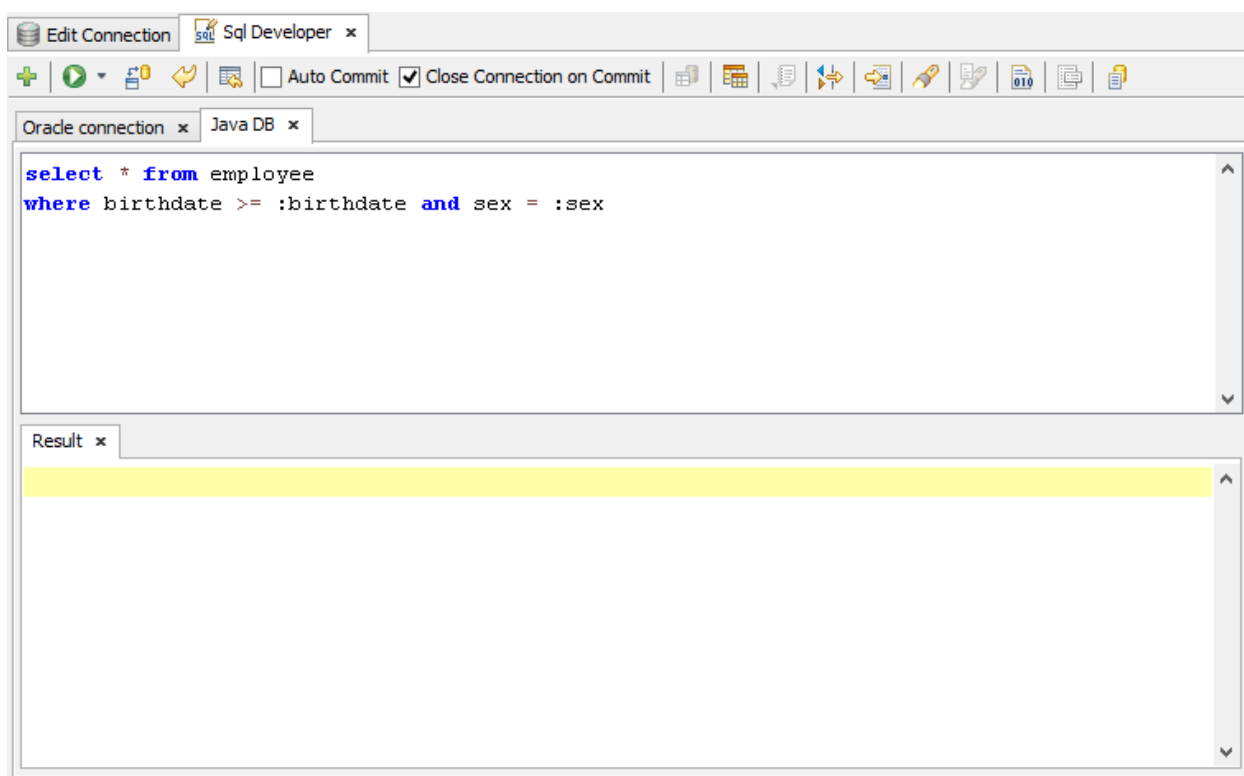 Edit Connection Sql Developer
Auto Commit Close Connection on Commit
Oracle connection Java DB
select * from employee
where birthdate >= :birthdate and sex = :sex
Result